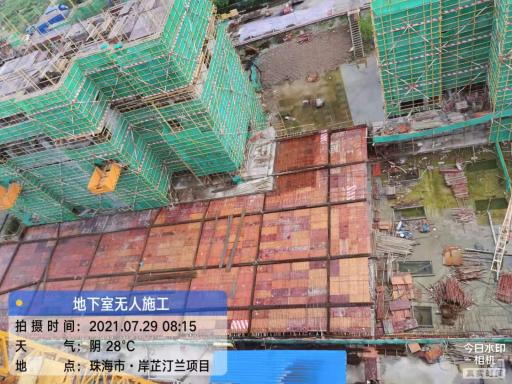 地下室无人施工
拍摄时间：2021.07.29 08:15
天　　气：阴 28℃
地　　点：珠海市·岸芷汀兰项目
今日水印
相机